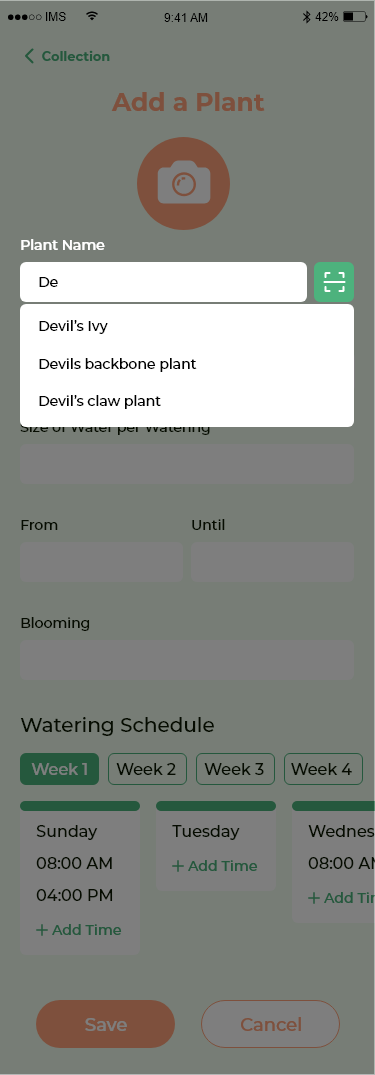 IMS 9:41 AM 42%
Collection
Add a Plant
Plant Name
De
Devil's Ivy
Devils backbone plant
Devil's claw plant
Size of Water per Watering
From Until
Blooming
Watering Schedule
Week 1 Week 2 Week 3 Week 4
Sunday Tuesday Wednes
08:00 AM + Add Time 08:00 AM
04:00 PM + Add Tim
+ Add Time
Save Cancel